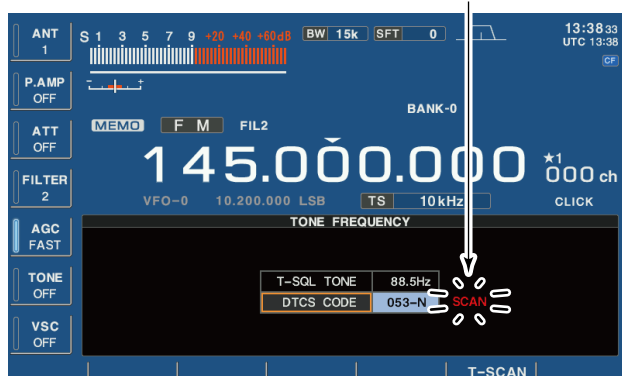 ANT
1
S 1 3 5 7 9 +20 +40 +60dB
BW 15k SFT 0
13:38 33
UTC 13:38
CF
P.AMP
OFF
BANK-0
ATT
OFF
MEMO FM FIL2
145.000.000
★1
000 ch
FILTER
2
VFO-0 10.200.000 LSB TS 10kHz CLICK
AGC
FAST
TONE FREQUENCY
TONE
OFF
T-SQL TONE 88.5Hz
DTCS CODE 053-N SCAN
VSC
OFF
T-SCAN